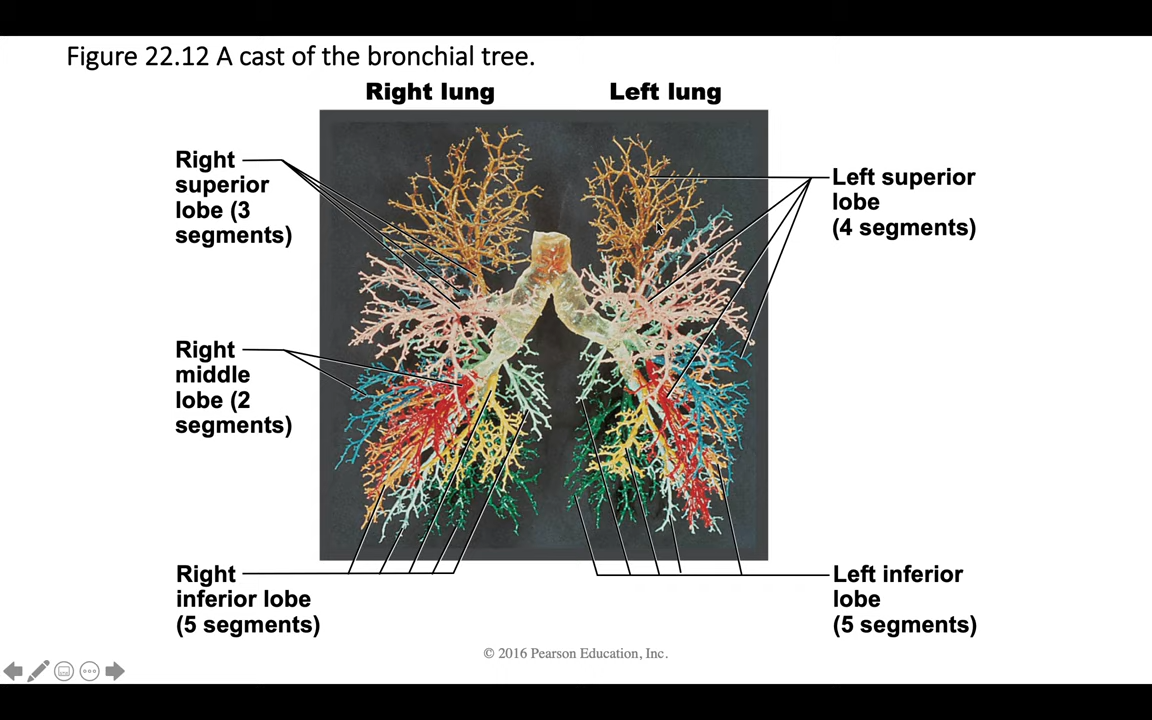 Figure 22.12 A cast of the bronchial tree.
Right lung
Left lung
Right
superior
lobe (3
segments)
Left superior
lobe
(4 segments)
Right
middle
lobe (2
segments)
Right
inferior lobe
(5 segments)
Left inferior
lobe
(5 segments)
© 2016 Pearson Education, Inc.